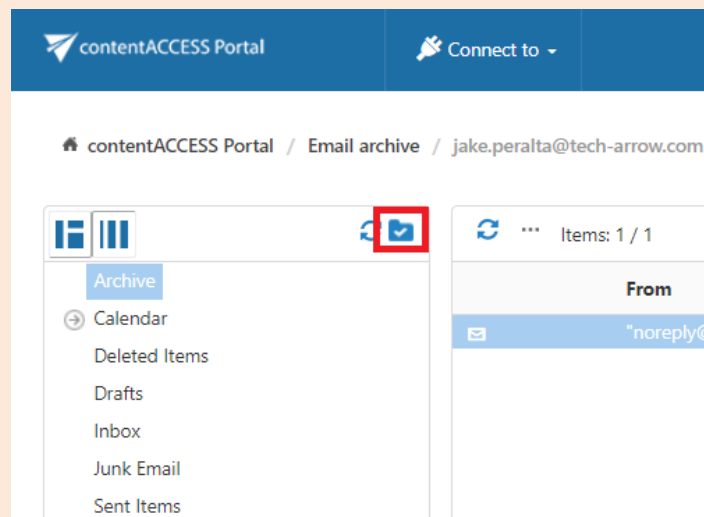 contentACCESS Portal
Connect to
contentACCESS Portal / Email archive / jake.peralta@tech-arrow.com
... Items: 1 / 1
Archive
From
Calendar
"noreply@
Deleted Items
Drafts
Inbox
Junk Email
Sent Items